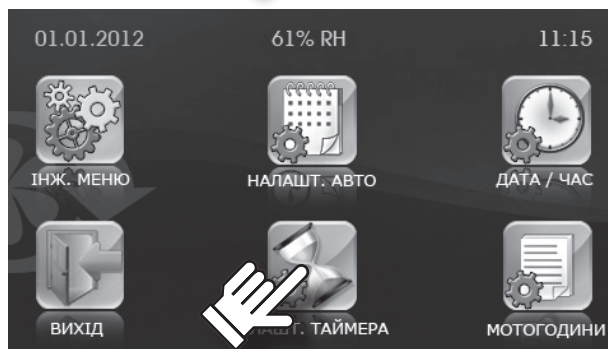 01.01.2012 61% RH 11:15
ІНЖ. МЕНЮ НАЛАШТ. АВТО ДАТА / ЧАС
ВИХІД ТАЙМЕРА МОТОГОДИНИ